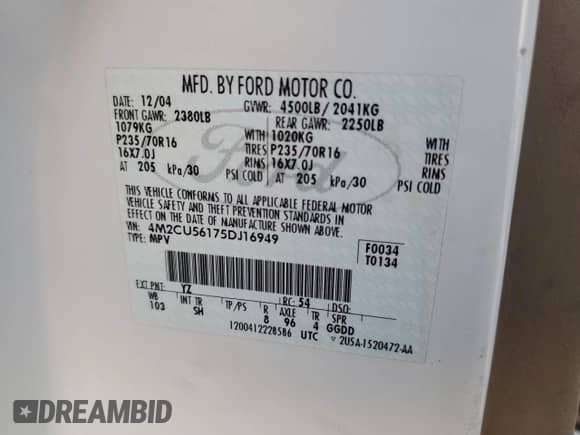 MFD. BY FORD MOTOR CO.
DATE: 12/04 GVWR: 4500LB/ 2041KG
FRONT GAWR: 2380LB REAR GAWR: 2250LB
1079KG WITH 1020KG WITH
P235/70R16 TIRES P235/70R16 TIRES
16X7.0J RIMS 16X7.0J RIMS
AT 205 kPa/30 PSI COLD AT 205 kPa/30 PSI COLD
THIS VEHICLE CONFORMS TO ALL APPLICABLE FEDERAL MOTOR
VEHICLE SAFETY AND THEFT PREVENTION STANDARDS IN
EFFECT ON THE DATE OF MANUFACTURE SHOWN ABOVE.
VIN: 4M2CU56175DJ16949 F0034
TYPE: MPV T0134
Ford
EXT PNT: YZ RC: 54 DSO:
WB INT TR TP/PS R AXLE TR SPR
103 SH 8 96 4 GGDD
1200412228586 UTC ▽ 2U5A-1520472-AA
DREAMBID